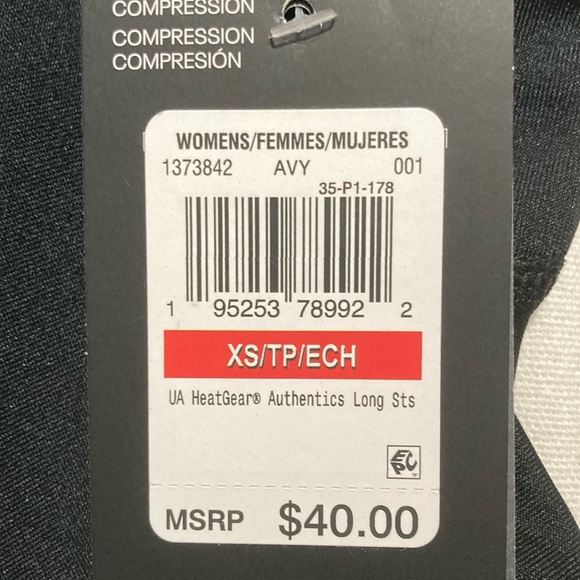 COMPRESSION
COMPRESSION
COMPRESIÓN
WOMENS/FEMMES/MUJERES
1373842 AVY 001
35-P1-178
1 95253 78992 2
XS/TP/ECH
UA HeatGear® Authentics Long Sts
EPC
MSRP $40.00